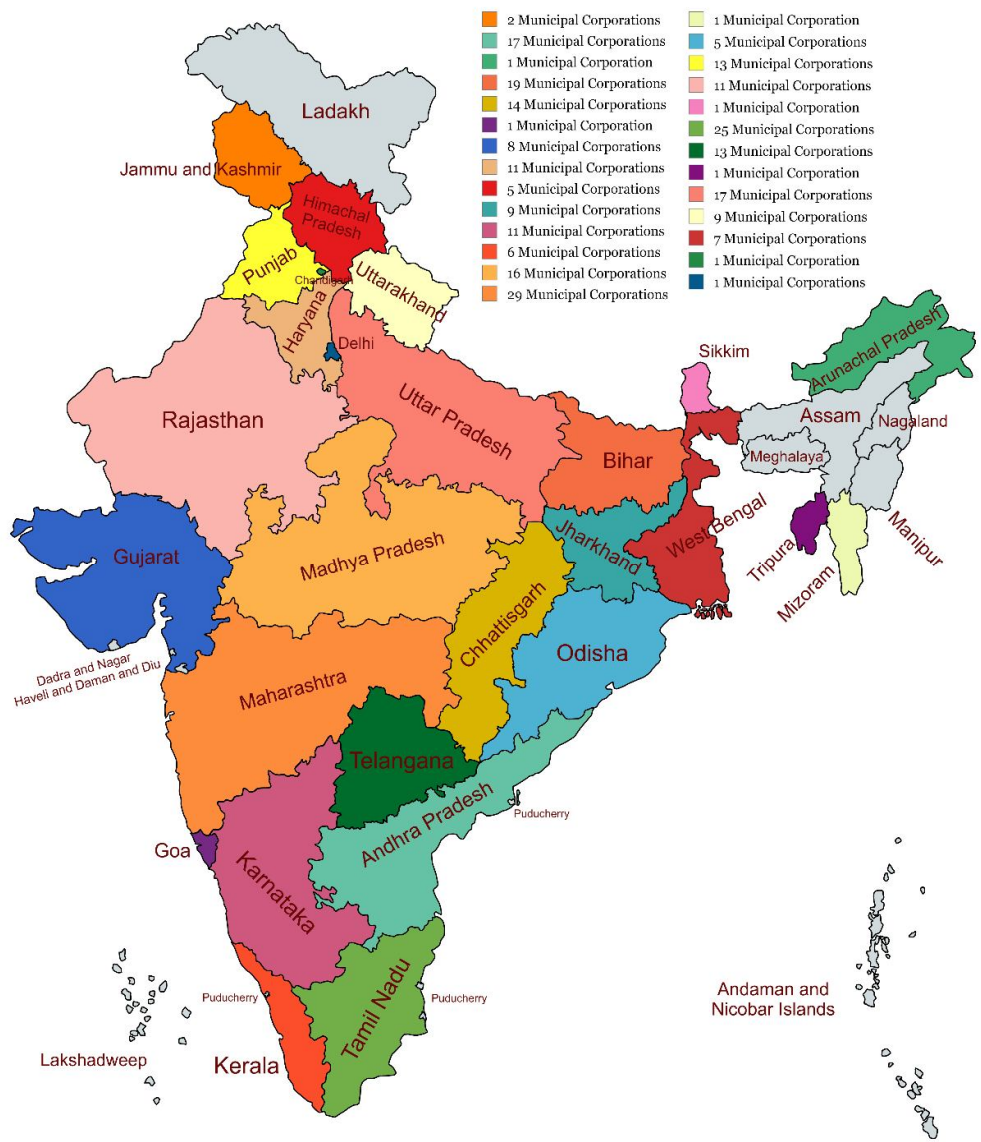 2 Municipal Corporations
17 Municipal Corporations
1 Municipal Corporation
19 Municipal Corporations
14 Municipal Corporations
1 Municipal Corporation
8 Municipal Corporations
11 Municipal Corporations
5 Municipal Corporations
9 Municipal Corporations
11 Municipal Corporations
6 Municipal Corporations
16 Municipal Corporations
29 Municipal Corporations
1 Municipal Corporation
5 Municipal Corporations
13 Municipal Corporations
11 Municipal Corporations
1 Municipal Corporation
25 Municipal Corporations
13 Municipal Corporations
1 Municipal Corporation
17 Municipal Corporations
9 Municipal Corporations
7 Municipal Corporations
1 Municipal Corporation
1 Municipal Corporations
Ladakh
Jammu and Kashmir
Himachal
Pradesh
Punjab
Chandigarh
Uttarakhand
Haryana
Delhi
Sikkim
Arunachal Pradesh
Rajasthan
Uttar Pradesh
Bihar
Assam
Nagaland
Meghalaya
Manipur
Tripura
Mizoram
Gujarat
Madhya Pradesh
Jharkhand
West Bengal
Chhattisgarh
Odisha
Dadra and Nagar
Haveli and Daman and Diu
Maharashtra
Telangana
Andhra Pradesh
Puducherry
Goa
Karnataka
Puducherry
Puducherry
Tamil Nadu
Kerala
Lakshadweep
Andaman and
Nicobar Islands